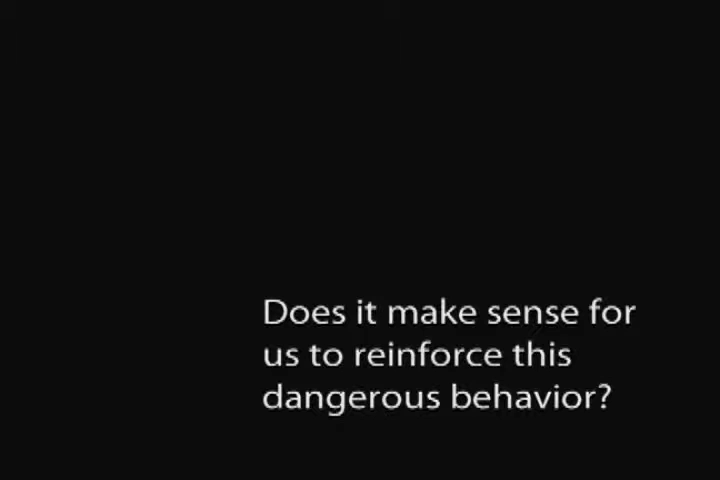 Does it make sense for
us to reinforce this
dangerous behavior?